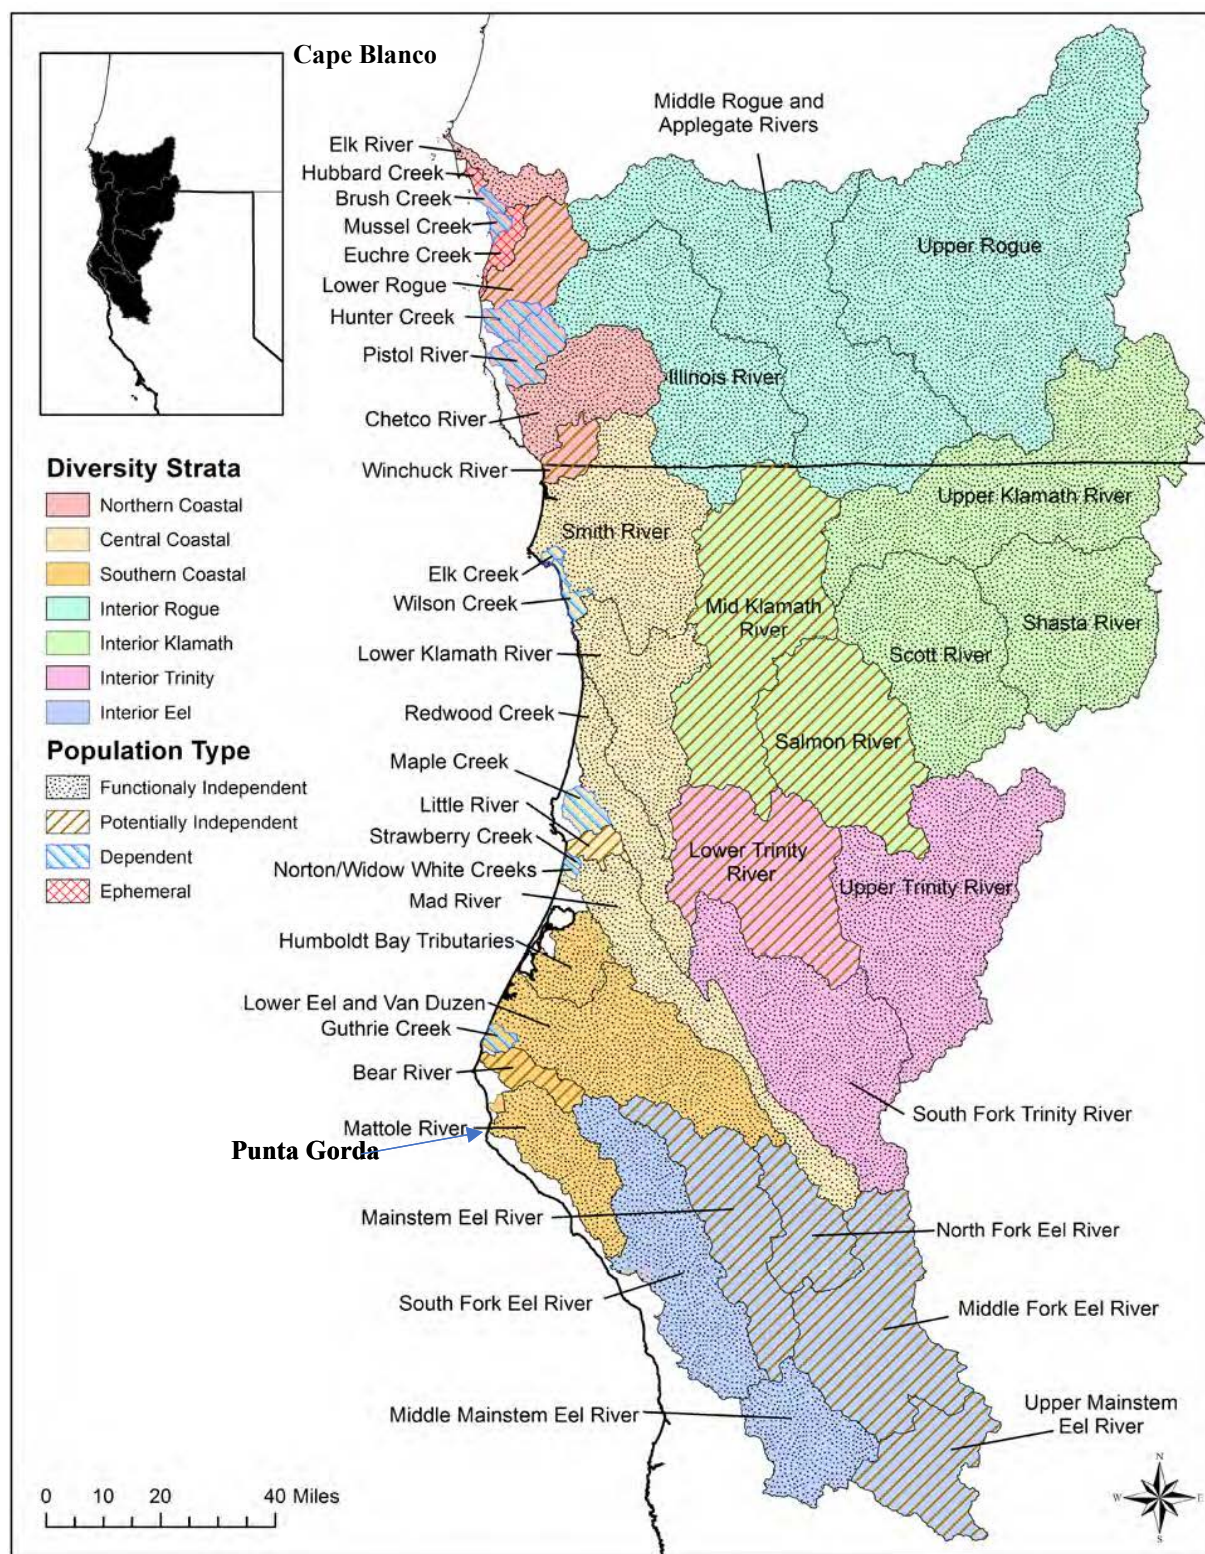 Cape Blanco
Middle Rogue and
Applegate Rivers
Elk River
Hubbard Creek
Brush Creek
Mussel Creek
Euchre Creek
Lower Rogue
Hunter Creek
Pistol River
Chetco River
Winchuck River
Upper Rogue
Illinois River
Upper Klamath River
Smith River
Elk Creek
Wilson Creek
Mid Klamath
River
Shasta River
Scott River
Lower Klamath River
Redwood Creek
Salmon River
Maple Creek
Little River
Strawberry Creek
Norton/Widow White Creeks
Mad River
Lower Trinity
River
Upper Trinity River
Humboldt Bay Tributaries
Lower Eel and Van Duzen
Guthrie Creek
Bear River
South Fork Trinity River
Mattole River
Punta Gorda
Mainstem Eel River
North Fork Eel River
South Fork Eel River
Middle Fork Eel River
Middle Mainstem Eel River
Upper Mainstem
Eel River
Diversity Strata
Northern Coastal
Central Coastal
Southern Coastal
Interior Rogue
Interior Klamath
Interior Trinity
Interior Eel
Population Type
Functionaly Independent
Potentially Independent
Dependent
Ephemeral
0 10 20 40 Miles
N
W E
S